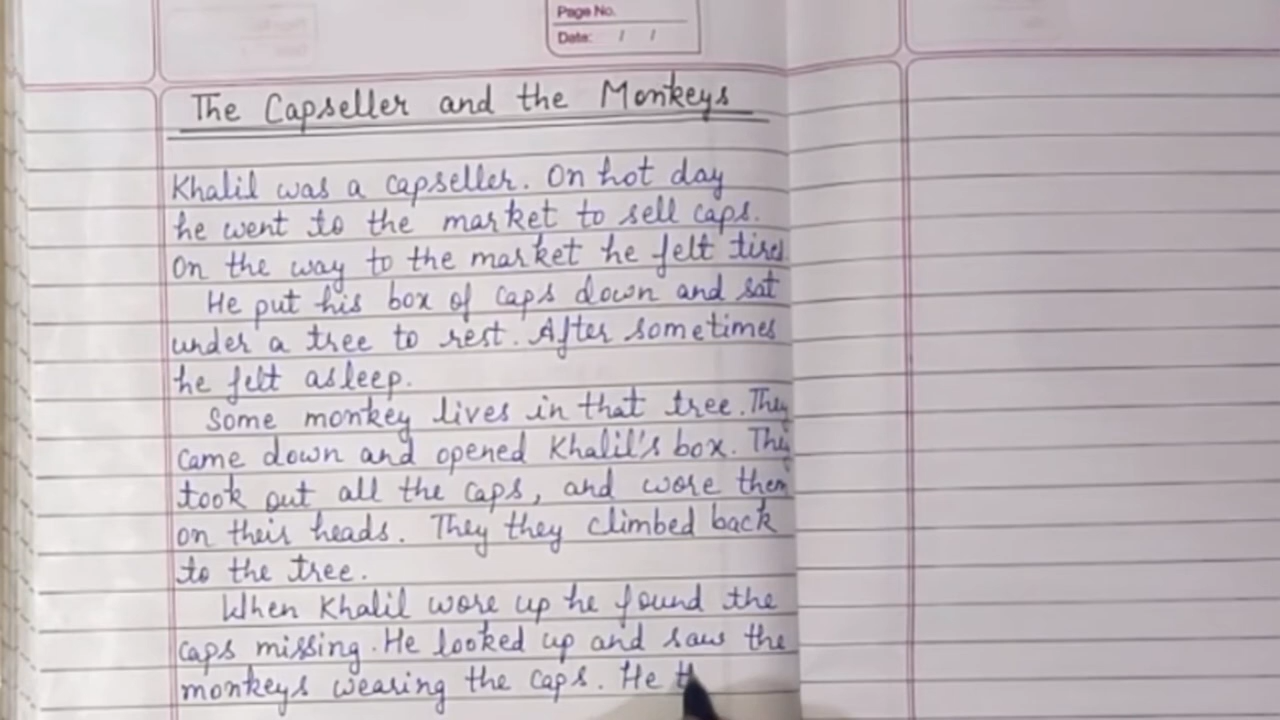 Page No.
Date: / /
The Capseller and the Monkeys
Khalil was a capseller. On hot day
he went to the market to sell caps.
On the way to the market he felt tired
He put his box of caps down and sat
under a tree to rest. After sometimes
he felt asleep.
Some monkey lives in that tree. They
came down and opened Khalil's box. They
took out all the caps, and wore them
on their heads. They they climbed back
to the tree.
When Khalil wore up he found the
caps missing. He looked up and saw the
monkeys wearing the caps. He t